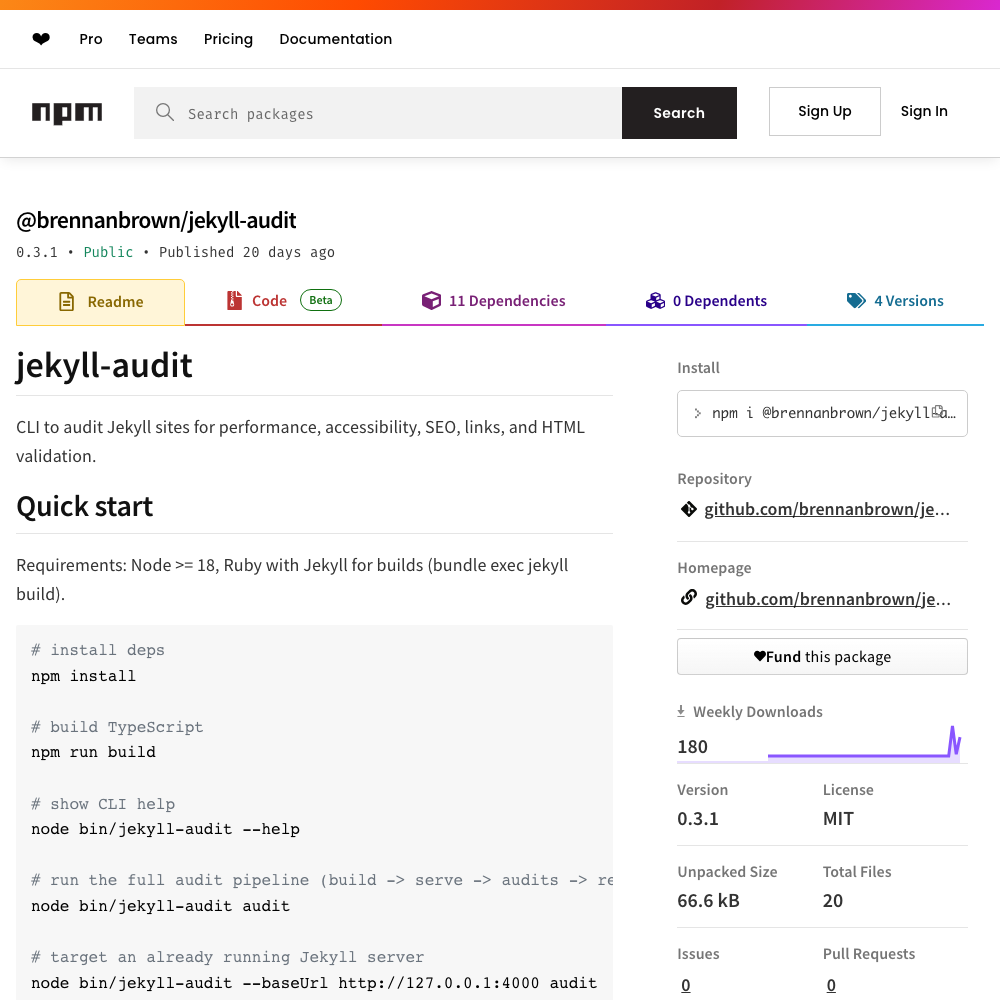 ❤ Pro Teams Pricing Documentation
npm Search packages Search Sign Up Sign In
@brennanbrown/jekyll-audit
0.3.1 • Public • Published 20 days ago
Readme Code Beta 11 Dependencies 0 Dependents 4 Versions
jekyll-audit
CLI to audit Jekyll sites for performance, accessibility, SEO, links, and HTML
validation.
Quick start
Requirements: Node >= 18, Ruby with Jekyll for builds (bundle exec jekyll
build).
# install deps
npm install
# build TypeScript
npm run build
# show CLI help
node bin/jekyll-audit --help
# run the full audit pipeline (build -> serve -> audits -> re
node bin/jekyll-audit audit
# target an already running Jekyll server
node bin/jekyll-audit --baseUrl http://127.0.0.1:4000 audit
Install
npm i @brennanbrown/jekyll-a…
Repository
github.com/brennanbrown/je…
Homepage
github.com/brennanbrown/je…
❤Fund this package
Weekly Downloads
180
Version License
0.3.1 MIT
Unpacked Size Total Files
66.6 kB 20
Issues Pull Requests
0 0